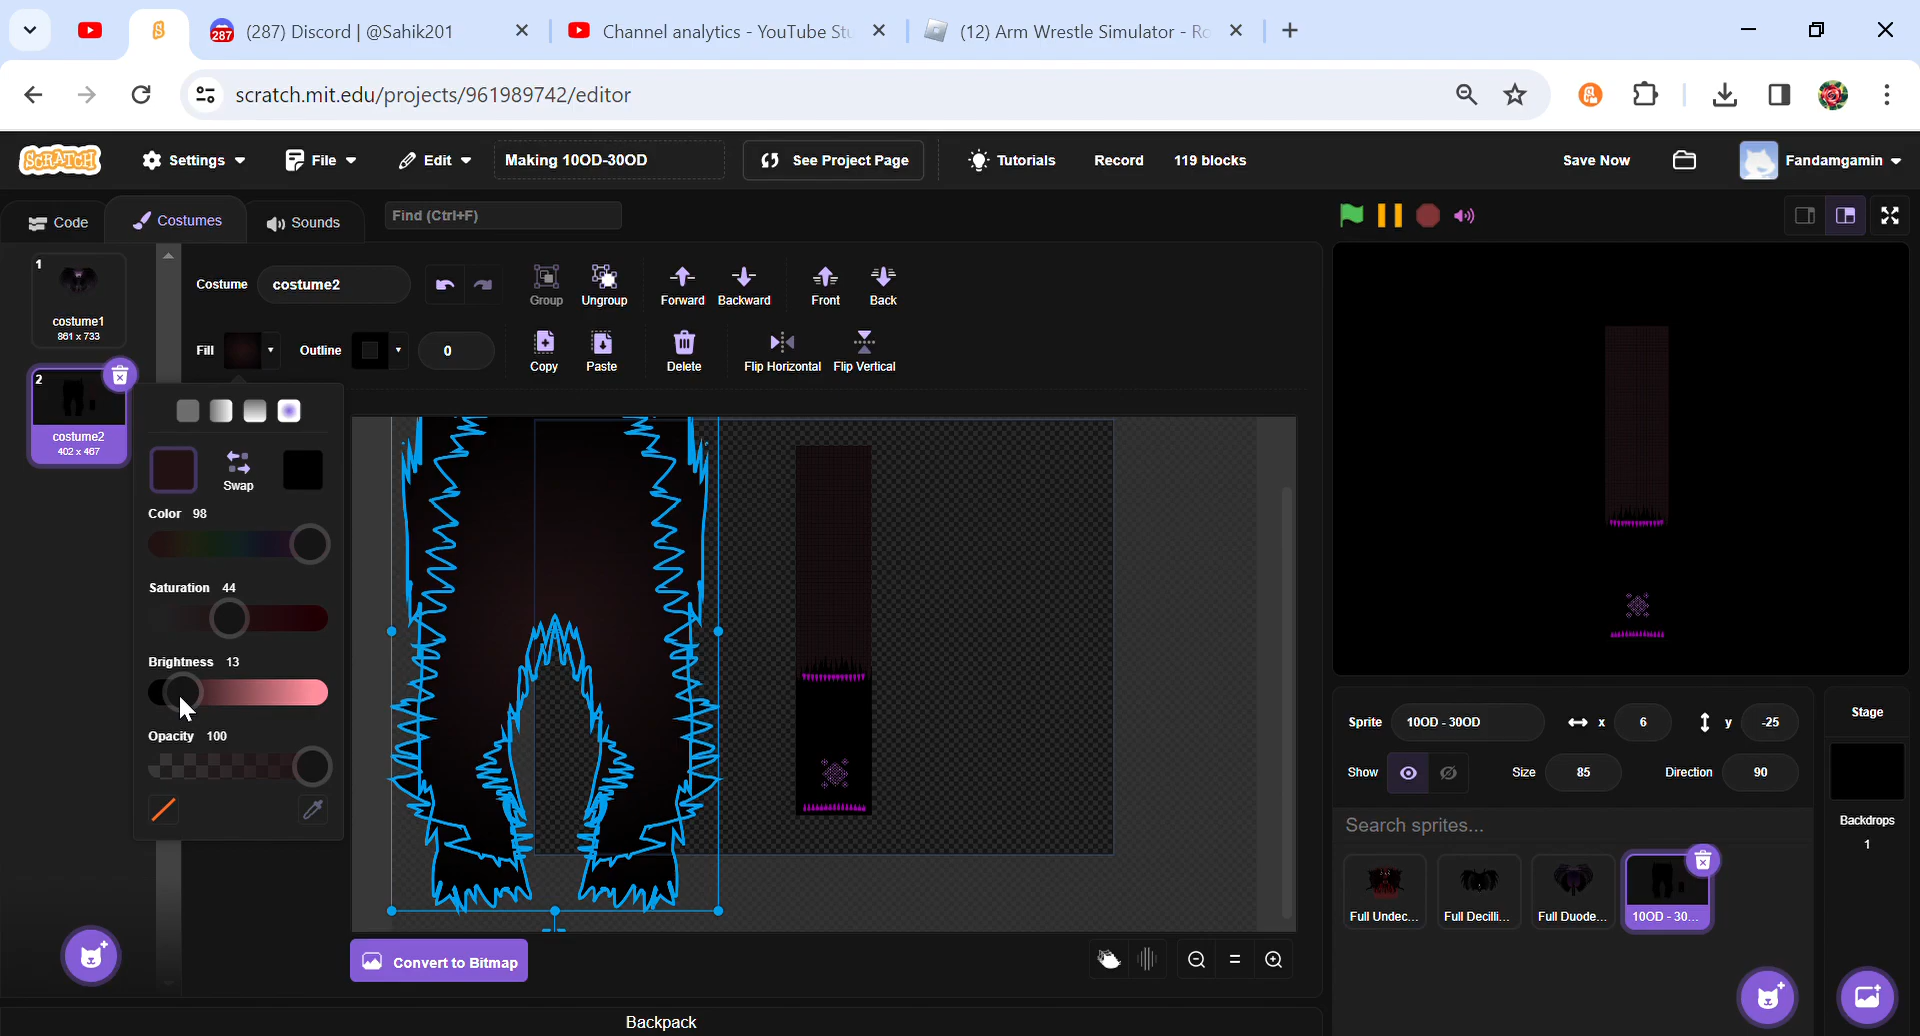 287
(287) Discord | @Sahik201
Channel analytics - YouTube Stu
(12) Arm Wrestle Simulator - Ro
scratch.mit.edu/projects/961989742/editor
SCRATCH
Settings
File
Edit
Making 10OD-30OD
See Project Page
Tutorials
Record
119 blocks
Save Now
Fandamgamin
Code
Costumes
Sounds
Find (Ctrl+F)
1
costume1
861 x 733
2
costume2
402 x 467
Costume
costume2
Group
Ungroup
Forward
Backward
Front
Back
Fill
Outline
0
Copy
Paste
Delete
Flip Horizontal
Flip Vertical
Swap
Color 98
Saturation 44
Brightness 13
Opacity 100
Convert to Bitmap
Backpack
Sprite
10OD - 30OD
x
6
y
-25
Show
Size
85
Direction
90
Search sprites...
Full Undec...
Full Decilli...
Full Duode...
10OD - 30...
Stage
Backdrops
1